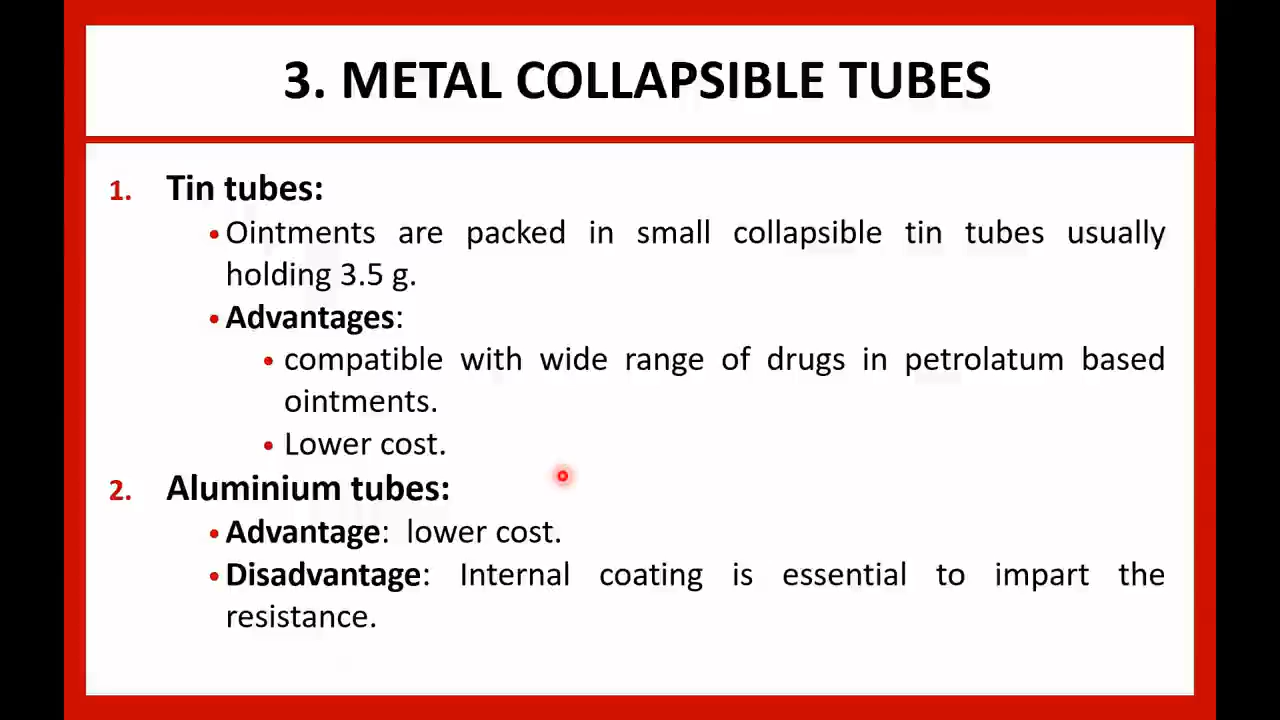 3. METAL COLLAPSIBLE TUBES
1. Tin tubes:
• Ointments are packed in small collapsible tin tubes usually
holding 3.5 g.
• Advantages:
• compatible with wide range of drugs in petrolatum based
ointments.
• Lower cost.
2. Aluminium tubes:
• Advantage: lower cost.
• Disadvantage: Internal coating is essential to impart the
resistance.